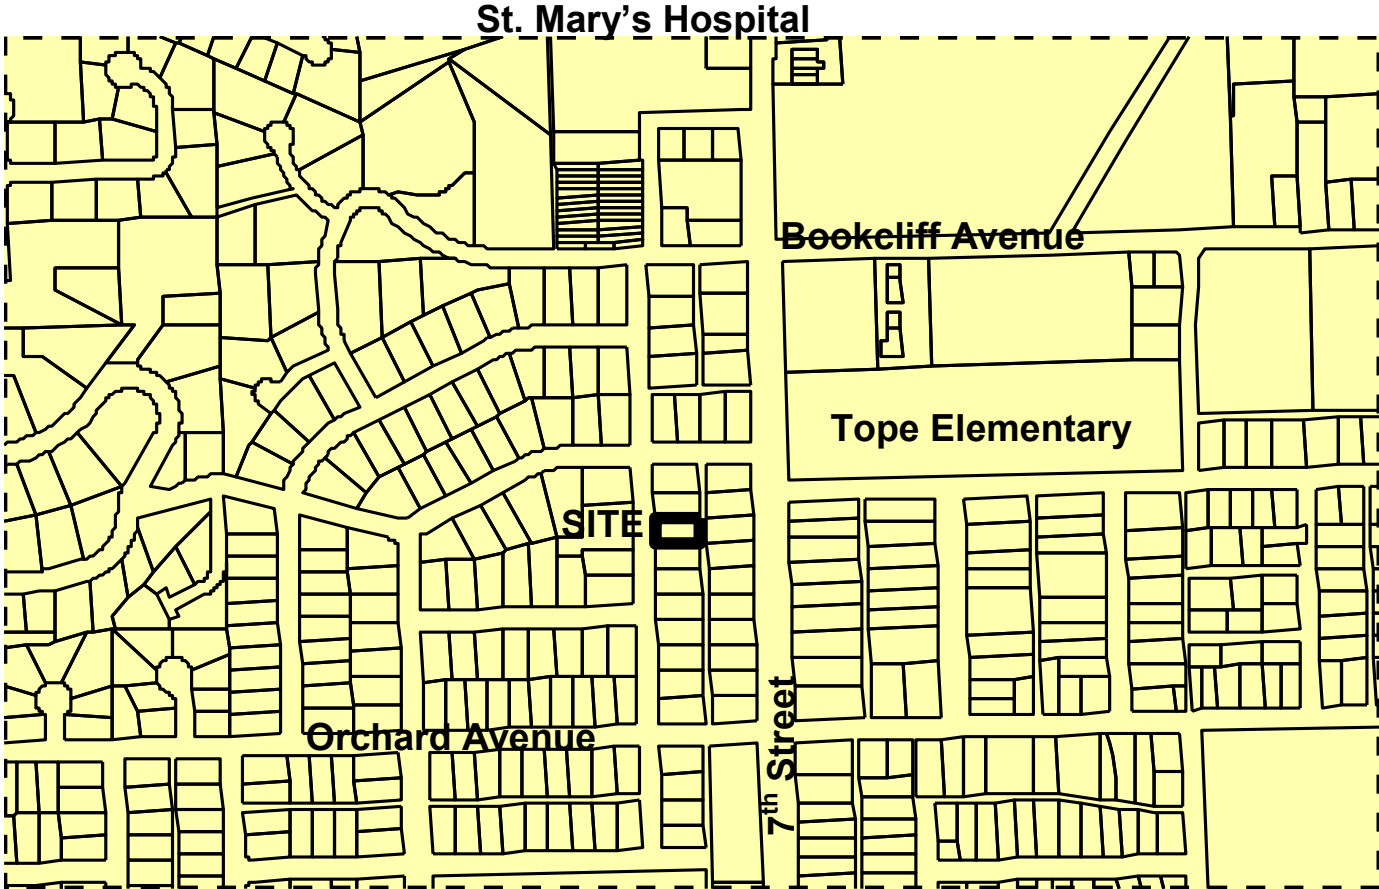 St. Mary's Hospital
Bookcliff Avenue
Tope Elementary
SITE
Orchard Avenue
7th Street